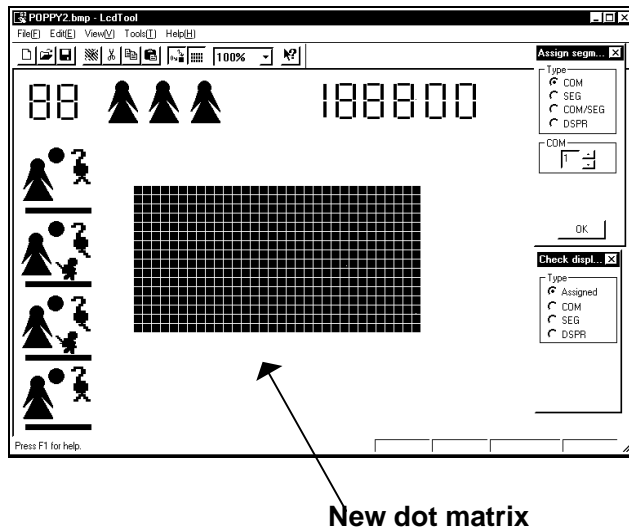 POPPY2.bmp - LcdTool
File(F) Edit(E) View(V) Tools(T) Help(H)
100%
188800
88
Assign segm...
Type
COM
SEG
COM/SEG
DSPR
COM
1
OK
Check displ...
Type
Assigned
COM
SEG
DSPR
Press F1 for help.
New dot matrix